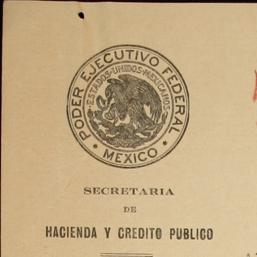 PODER EJECUTIVO FEDERAL
ESTADOS UNIDOS MEXICANOS
MEXICO
SECRETARIA
DE
HACIENDA Y CREDITO PUBLICO